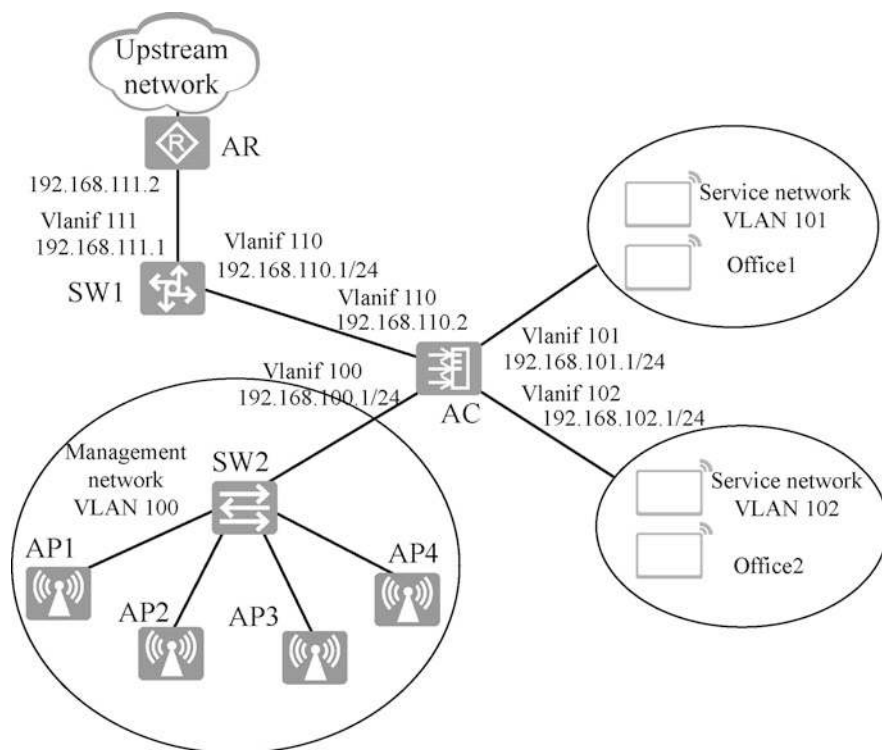 Upstream
network
R
AR
192.168.111.2
Vlanif 111
192.168.111.1
SW1
Vlanif 110
192.168.110.1/24
Vlanif 110
192.168.110.2
Service network
VLAN 101
Office1
Vlanif 101
192.168.101.1/24
Vlanif 102
192.168.102.1/24
Vlanif 100
192.168.100.1/24
AC
Management
network
VLAN 100
SW2
AP1
AP2
AP3
AP4
Service network
VLAN 102
Office2